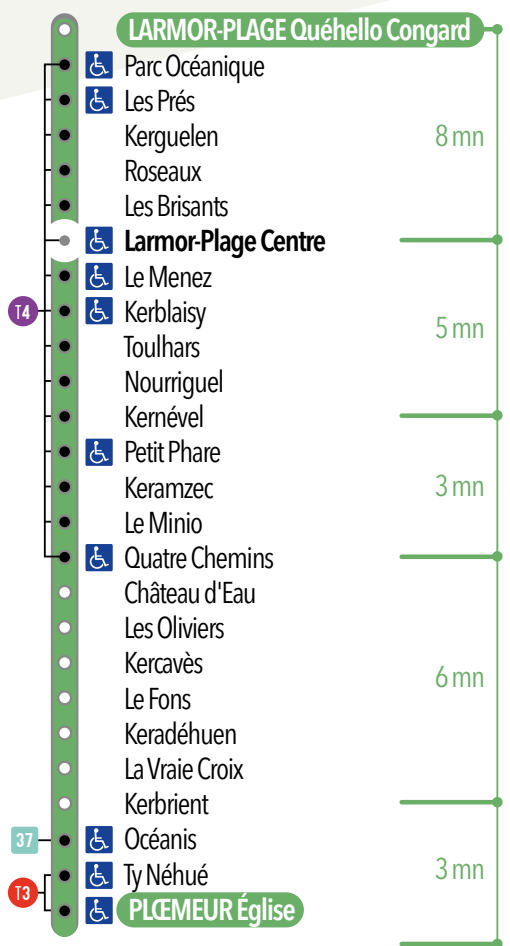 LARMOR-PLAGE Quéhello Congard
Parc Océanique
Les Prés
Kerguelen
8 mn
Roseaux
Les Brisants
Larmor-Plage Centre
Le Menez
T4
Kerblaisy
5 mn
Toulhars
Nourriguel
Kernével
Petit Phare
Keramzec
3 mn
Le Minio
Quatre Chemins
Château d'Eau
Les Oliviers
Kercavès
6 mn
Le Fons
Keradéhuen
La Vraie Croix
Kerbrient
37
Océanis
Ty Néhué
3 mn
T3
PLŒMEUR Église